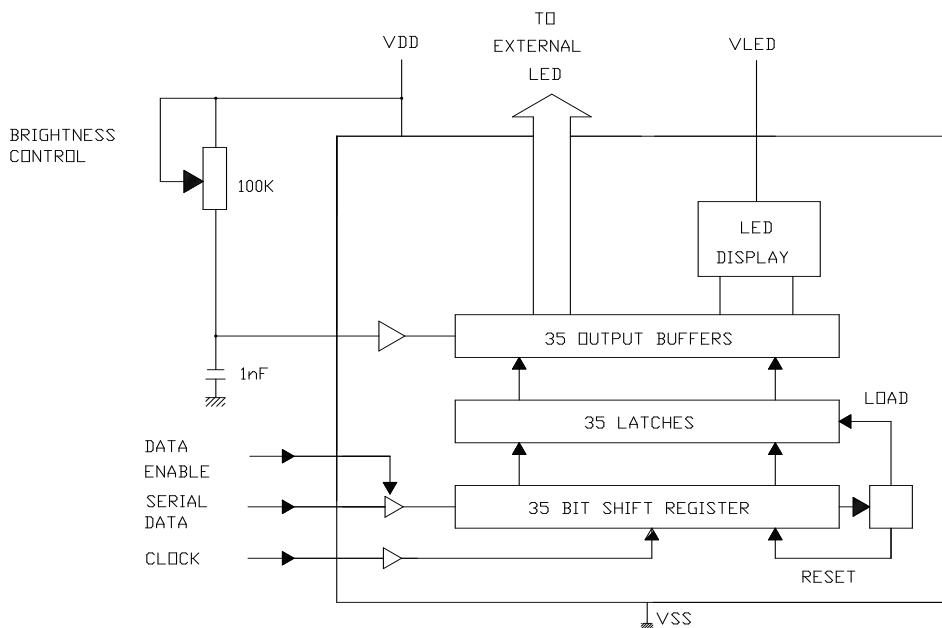 TO
EXTERNAL
LED
VDD
VLED
BRIGHTNESS
CONTROL
100K
LED
DISPLAY
35 OUTPUT BUFFERS
1nF
LOAD
35 LATCHES
DATA
ENABLE
SERIAL
DATA
35 BIT SHIFT REGISTER
CLOCK
RESET
VSS